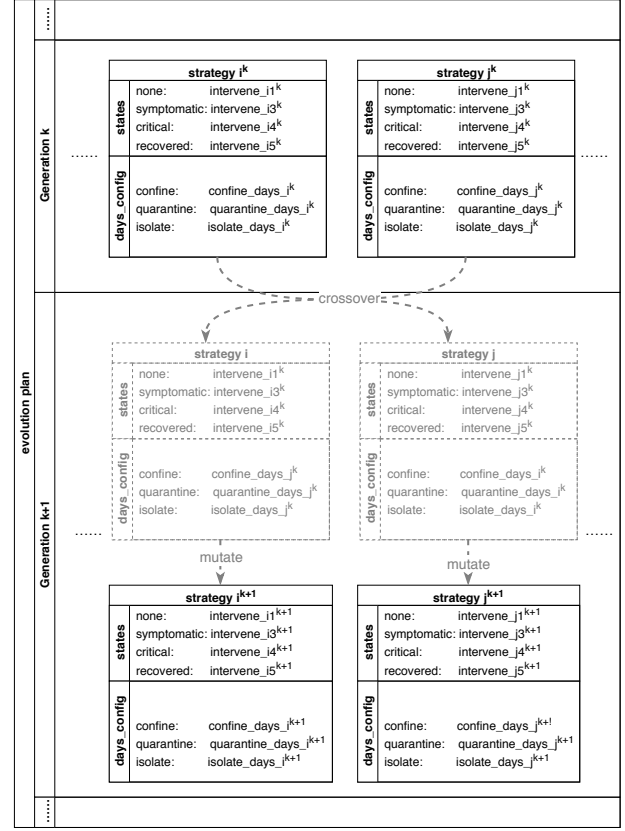 ......
evolution plan
Generation k
strategy i^k
states
none: intervene_i1^k
symptomatic: intervene_i3^k
critical: intervene_i4^k
recovered: intervene_i5^k
days_config
confine: confine_days_i^k
quarantine: quarantine_days_i^k
isolate: isolate_days_i^k
strategy j^k
states
none: intervene_j1^k
symptomatic: intervene_j3^k
critical: intervene_j4^k
recovered: intervene_j5^k
days_config
confine: confine_days_j^k
quarantine: quarantine_days_j^k
isolate: isolate_days_j^k
......
......
crossover
Generation k+1
strategy i
states
none: intervene_i1^k
symptomatic: intervene_i3^k
critical: intervene_i4^k
recovered: intervene_i5^k
days_config
confine: confine_days_j^k
quarantine: quarantine_days_j^k
isolate: isolate_days_j^k
strategy j
states
none: intervene_j1^k
symptomatic: intervene_j3^k
critical: intervene_j4^k
recovered: intervene_j5^k
days_config
confine: confine_days_i^k
quarantine: quarantine_days_i^k
isolate: isolate_days_i^k
......
......
mutate
mutate
strategy i^k+1
states
none: intervene_i1^k+1
symptomatic: intervene_i3^k+1
critical: intervene_i4^k+1
recovered: intervene_i5^k+1
days_config
confine: confine_days_i^k+1
quarantine: quarantine_days_i^k+1
isolate: isolate_days_i^k+1
strategy j^k+1
states
none: intervene_j1^k+1
symptomatic: intervene_j3^k+1
critical: intervene_j4^k+1
recovered: intervene_j5^k+1
days_config
confine: confine_days_j^k+!
quarantine: quarantine_days_j^k+1
isolate: isolate_days_j^k+1
......